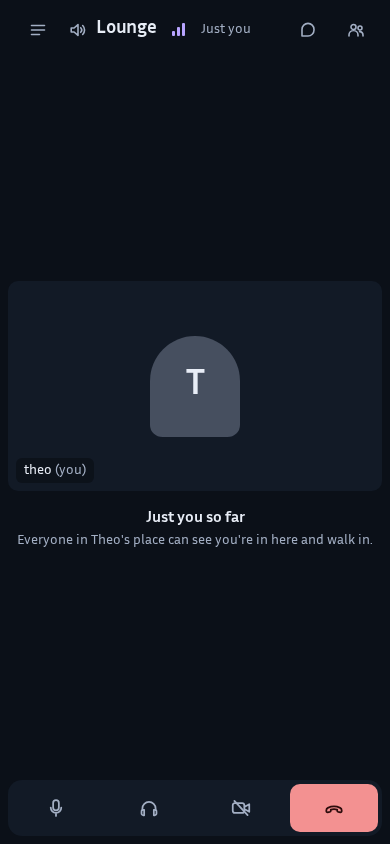 Lounge Just you
T
theo (you)
Just you so far
Everyone in Theo's place can see you're in here and walk in.